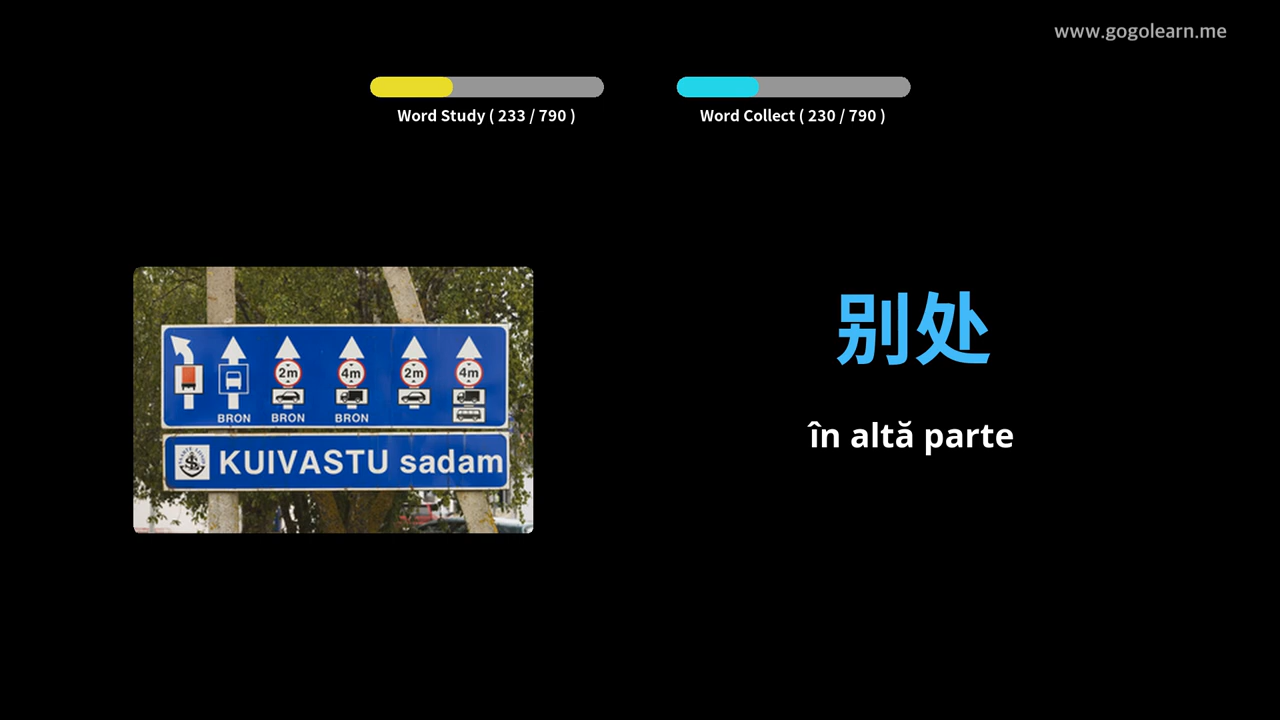 www.gogolearn.me
Word Study ( 233 / 790 )
Word Collect ( 230 / 790 )
2m 4m 2m 4m
BRON BRON BRON
KUIVASTU sadam
别处
în altă parte